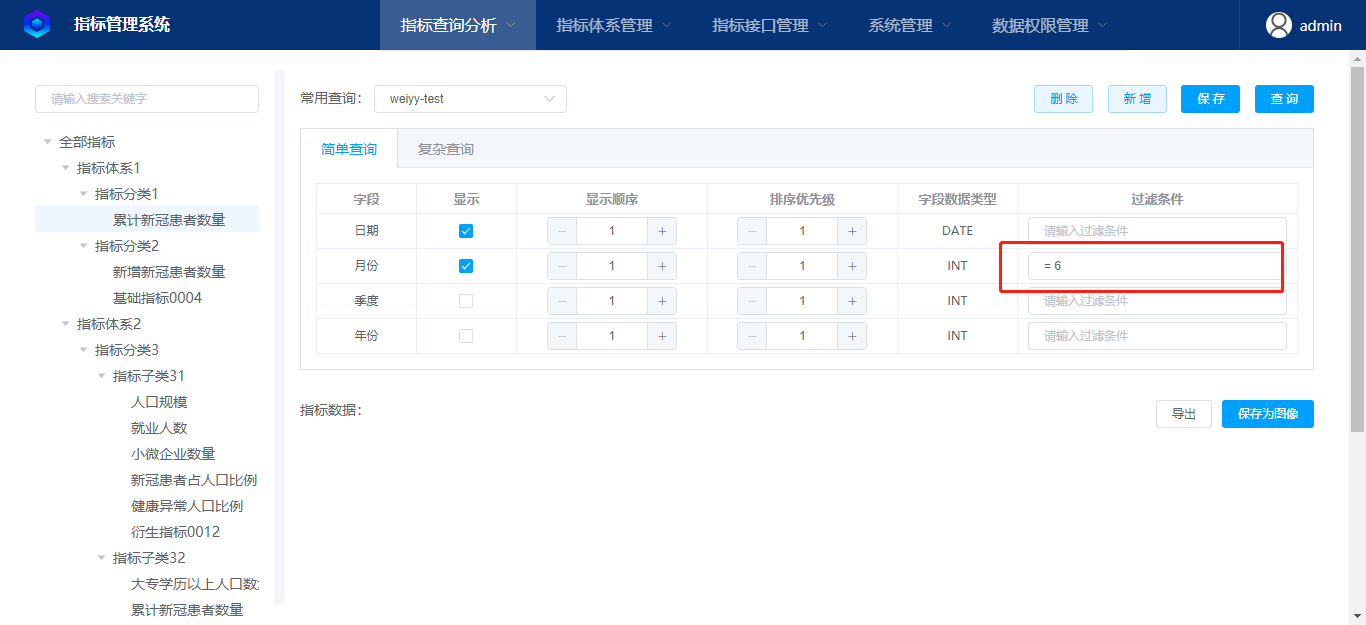 指标管理系统
指标查询分析
指标体系管理
指标接口管理
系统管理
数据权限管理
admin
请输入搜索关键字
全部指标
指标体系1
指标分类1
累计新冠患者数量
指标分类2
新增新冠患者数量
基础指标0004
指标体系2
指标分类3
指标子类31
人口规模
就业人数
小微企业数量
新冠患者占人口比例
健康异常人口比例
衍生指标0012
指标子类32
大专学历以上人口数
累计新冠患者数量
常用查询: weiyy-test
删 除 新 增 保 存 查 询
简单查询 复杂查询
字段 显示 显示顺序 排序优先级 字段数据类型 过滤条件
日期 − 1 + − 1 + DATE 请输入过滤条件
月份 − 1 + − 1 + INT = 6
季度 − 1 + − 1 + INT 请输入过滤条件
年份 − 1 + − 1 + INT 请输入过滤条件
指标数据: 导出 保存为图像